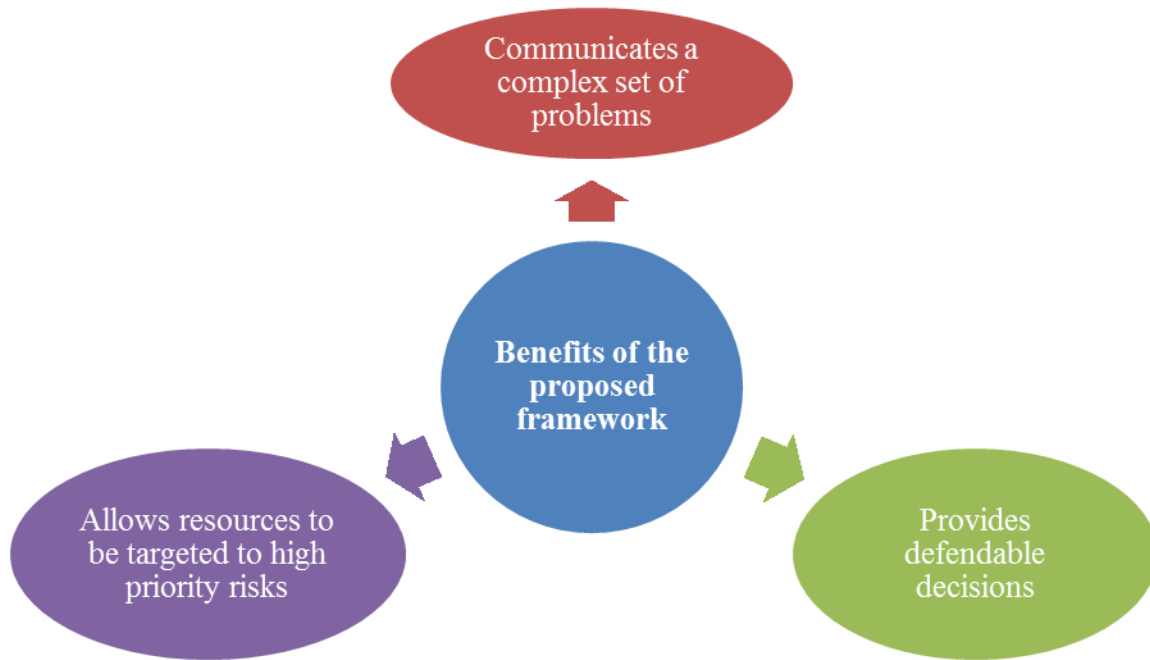 Communicates a
complex set of
problems
Benefits of the
proposed
framework
Allows resources to
be targeted to high
priority risks
Provides
defendable
decisions